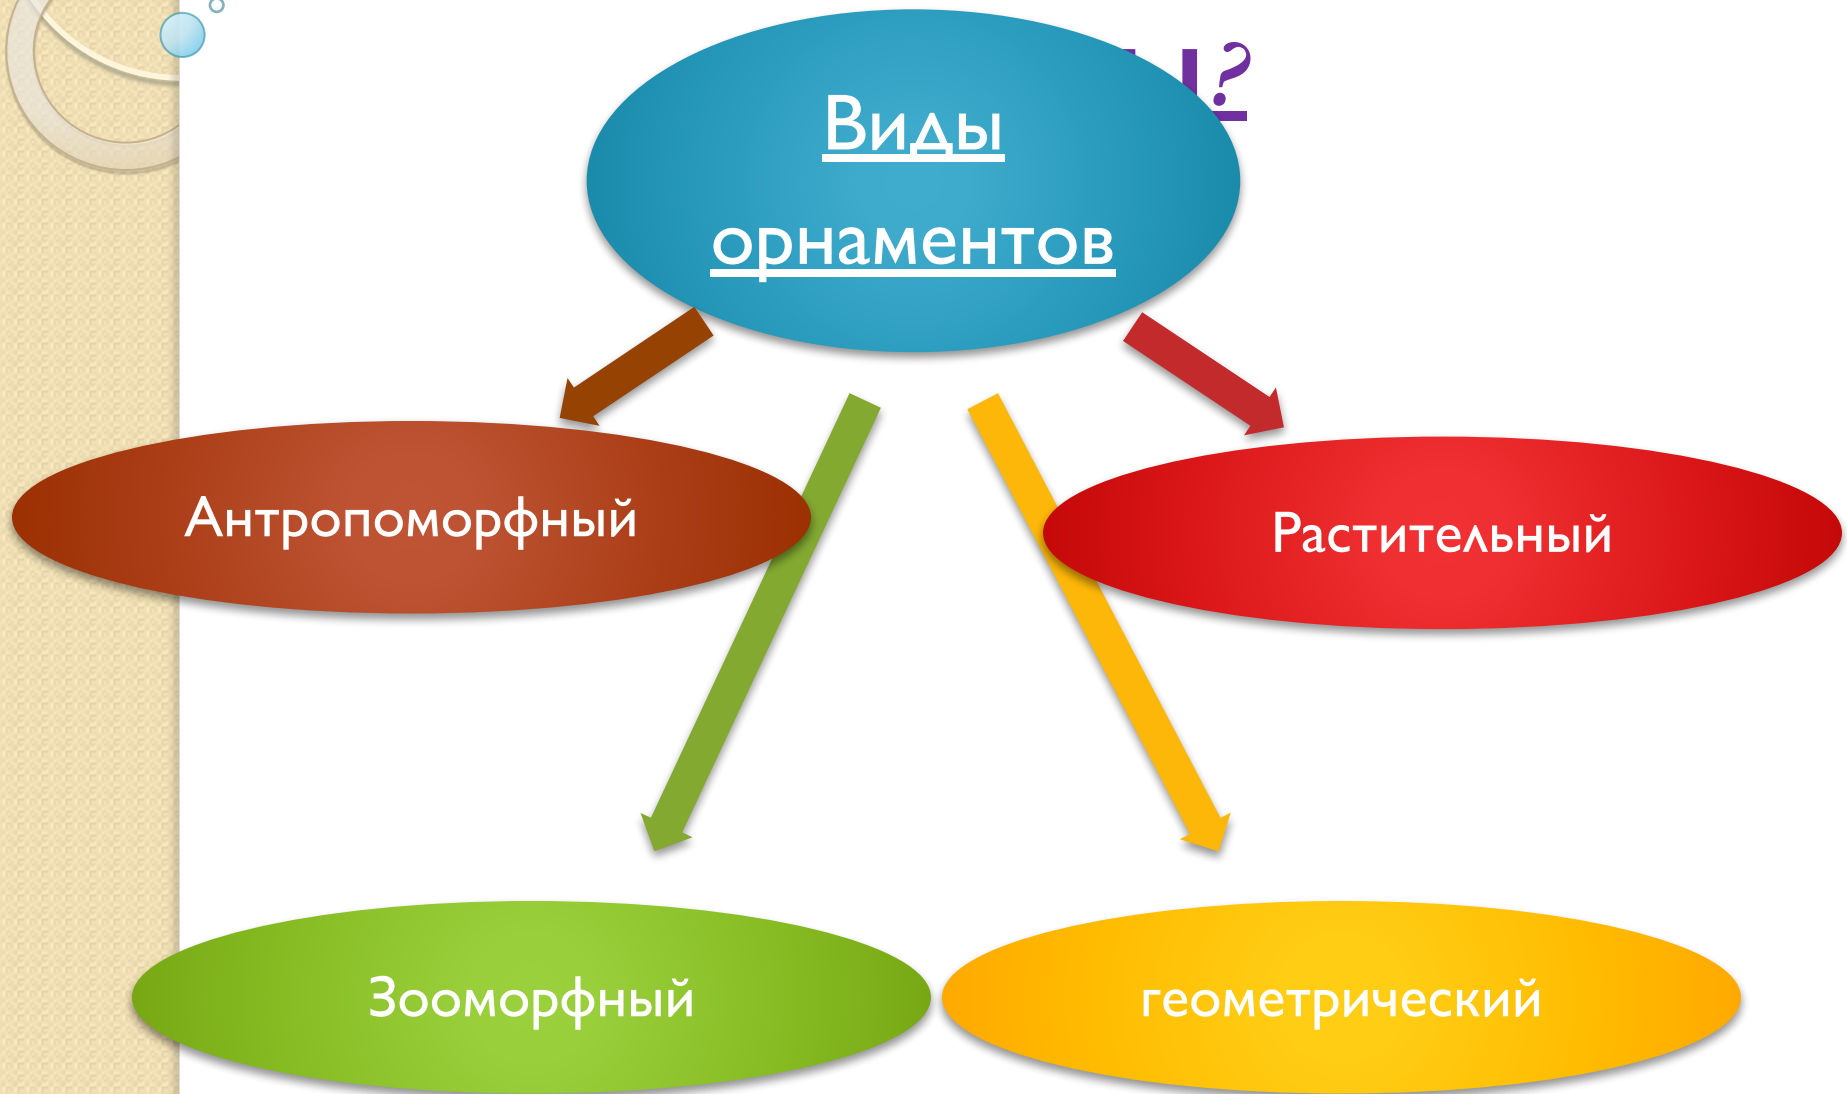 ?
Виды
орнаментов
Антропоморфный
Растительный
Зооморфный
геометрический